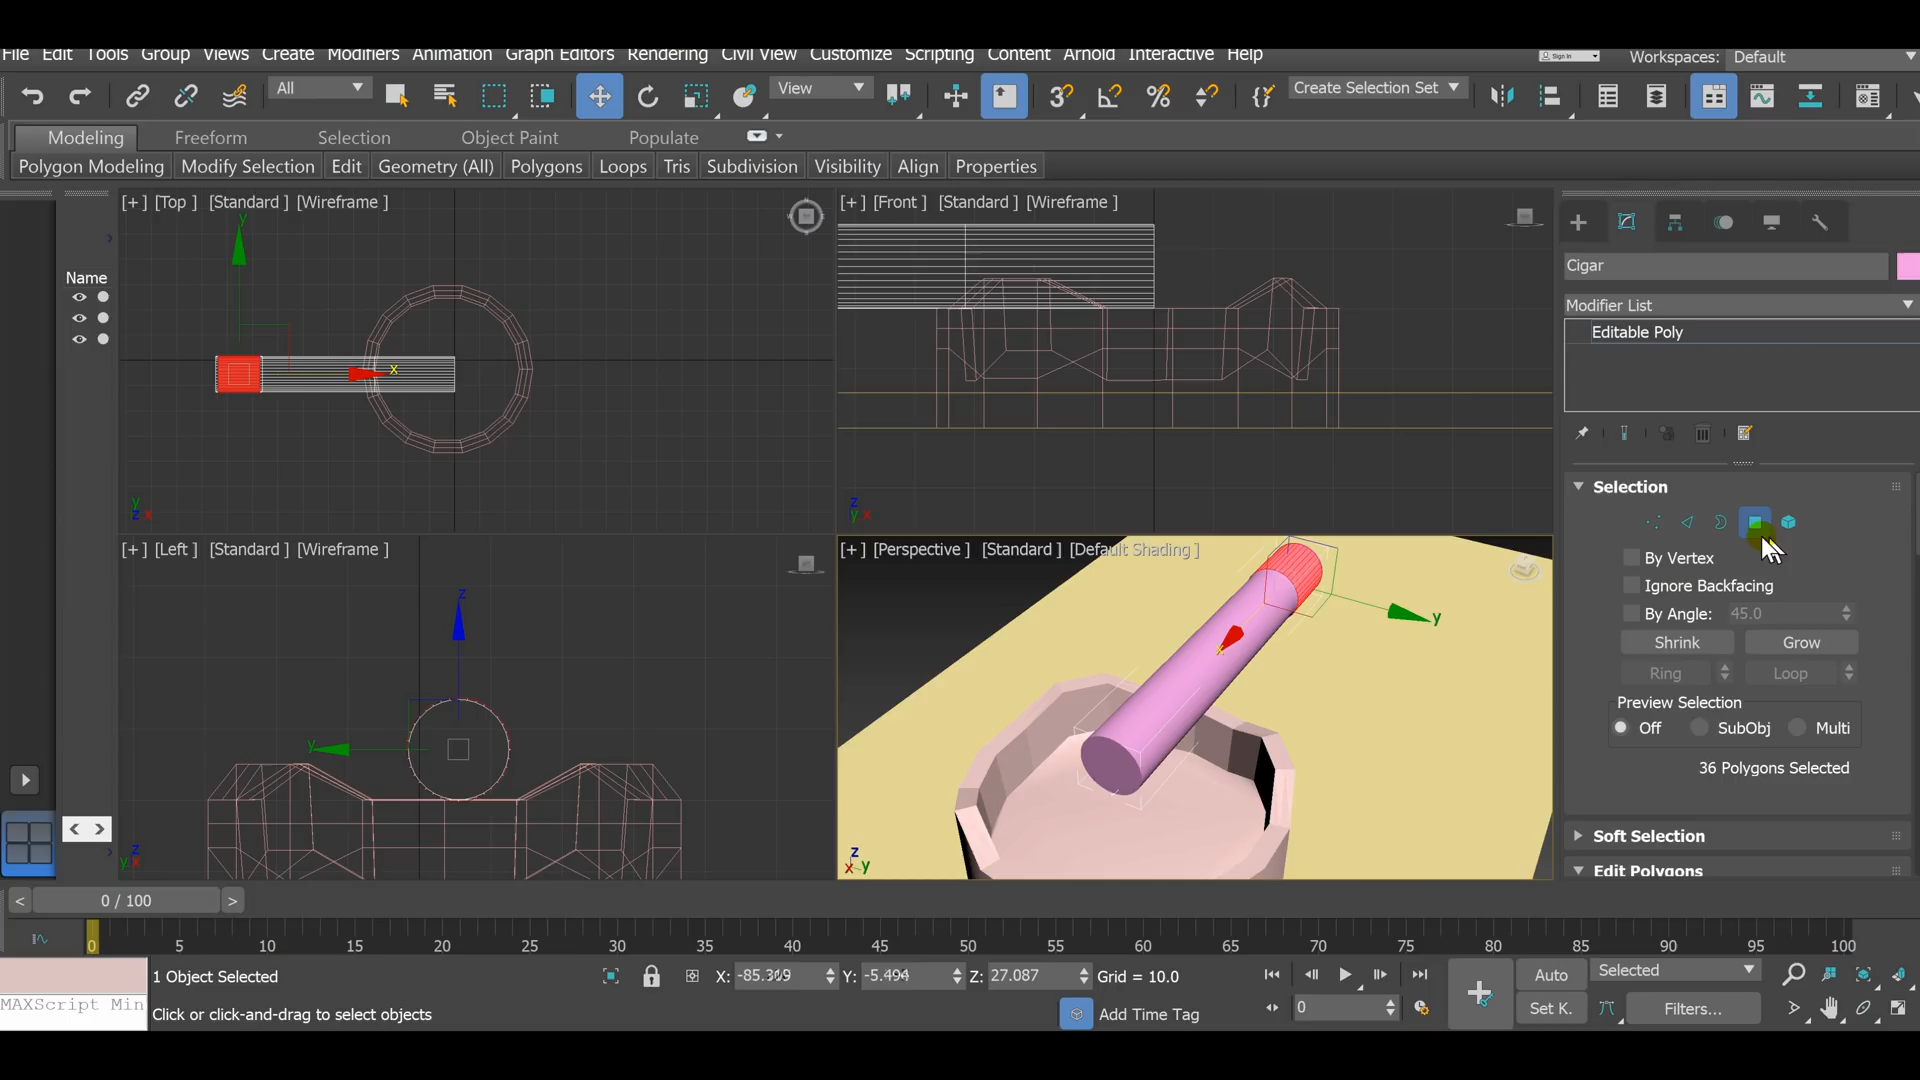 File Edit Tools Group Views Create Modifiers Animation Graph Editors Rendering Civil View Customize Scripting Content Arnold Interactive Help Sign In Workspaces: Default
All View Create Selection Set
Modeling Freeform Selection Object Paint Populate
Polygon Modeling Modify Selection Edit Geometry (All) Polygons Loops Tris Subdivision Visibility Align Properties
[+] [Top ] [Standard ] [Wireframe ]
[+] [Front ] [Standard ] [Wireframe ]
y
x
y
z x
z
y x
Name
[+] [Left ] [Standard ] [Wireframe ]
z
y
z
y x
[+] [Perspective ] [Standard ] [Default Shading ]
y
x
z
x y
Cigar
Modifier List
Editable Poly
Selection
By Vertex
Ignore Backfacing
By Angle: 45.0
Shrink Grow
Ring Loop
Preview Selection
Off SubObj Multi
36 Polygons Selected
Soft Selection
Edit Polygons
< 0 / 100 >
0 5 10 15 20 25 30 35 40 45 50 55 60 65 70 75 80 85 90 95 100
1 Object Selected X: -85.319 Y: -5.494 Z: 27.087 Grid = 10.0 Auto Selected
MAXScript Min Click or click-and-drag to select objects Add Time Tag 0 Set K. Filters...